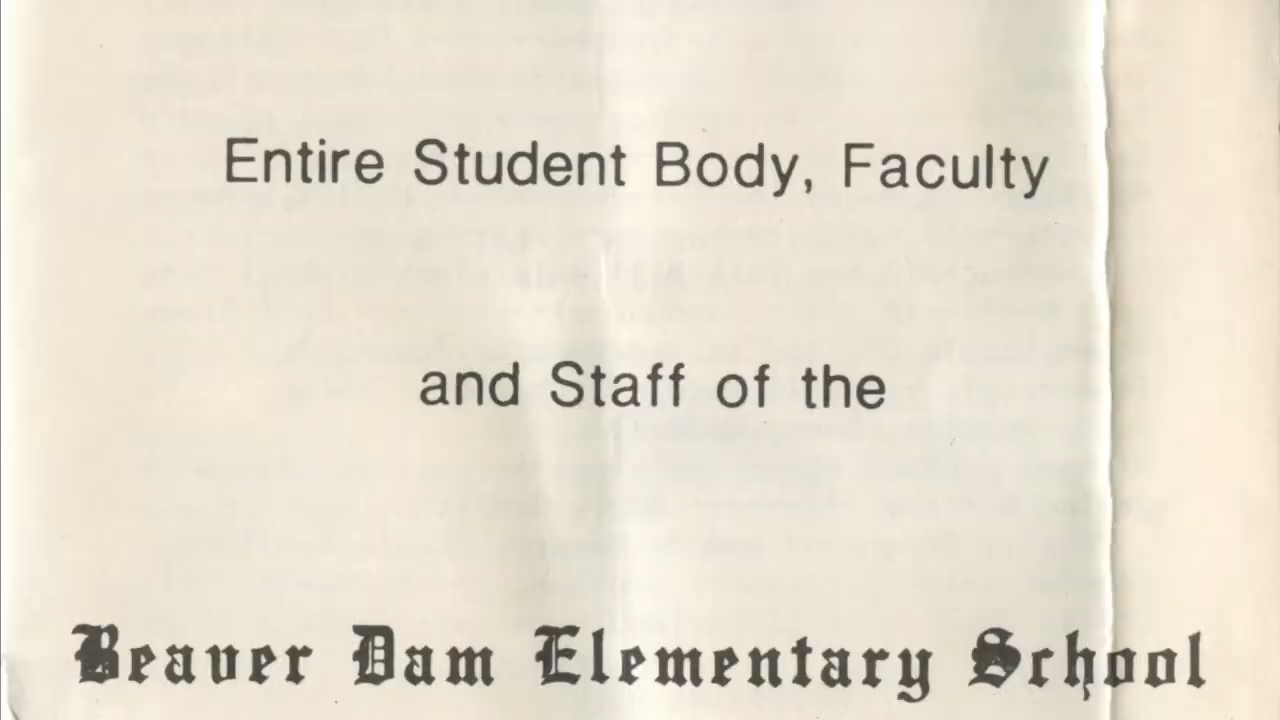 Entire Student Body, Faculty
and Staff of the
Beaver Dam Elementary School